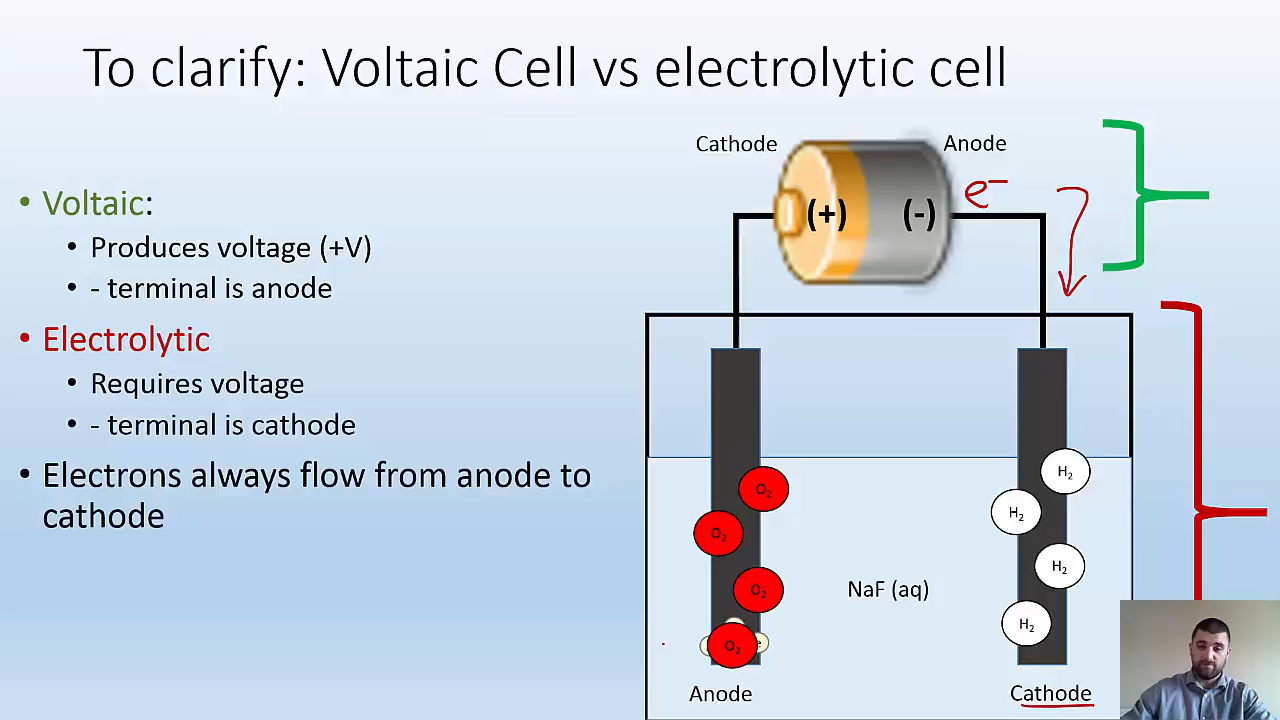 To clarify: Voltaic Cell vs electrolytic cell
• Voltaic:
• Produces voltage (+V)
• - terminal is anode
• Electrolytic
• Requires voltage
• - terminal is cathode
• Electrons always flow from anode to
cathode
Cathode
Anode
(+)
(-)
e⁻
O₂
O₂
O₂
O₂
e
H₂
H₂
H₂
H₂
NaF (aq)
Anode
Cathode